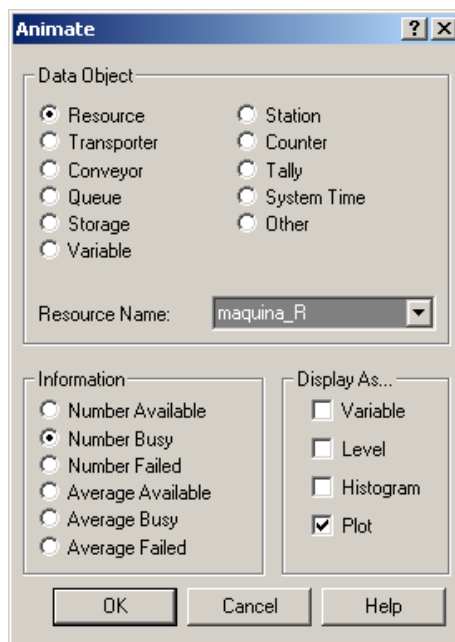 Animate
Data Object
Resource
Station
Transporter
Counter
Conveyor
Tally
Queue
System Time
Storage
Other
Variable
Resource Name: maquina_R
Information
Number Available
Number Busy
Number Failed
Average Available
Average Busy
Average Failed
Display As...
Variable
Level
Histogram
Plot
OK Cancel Help